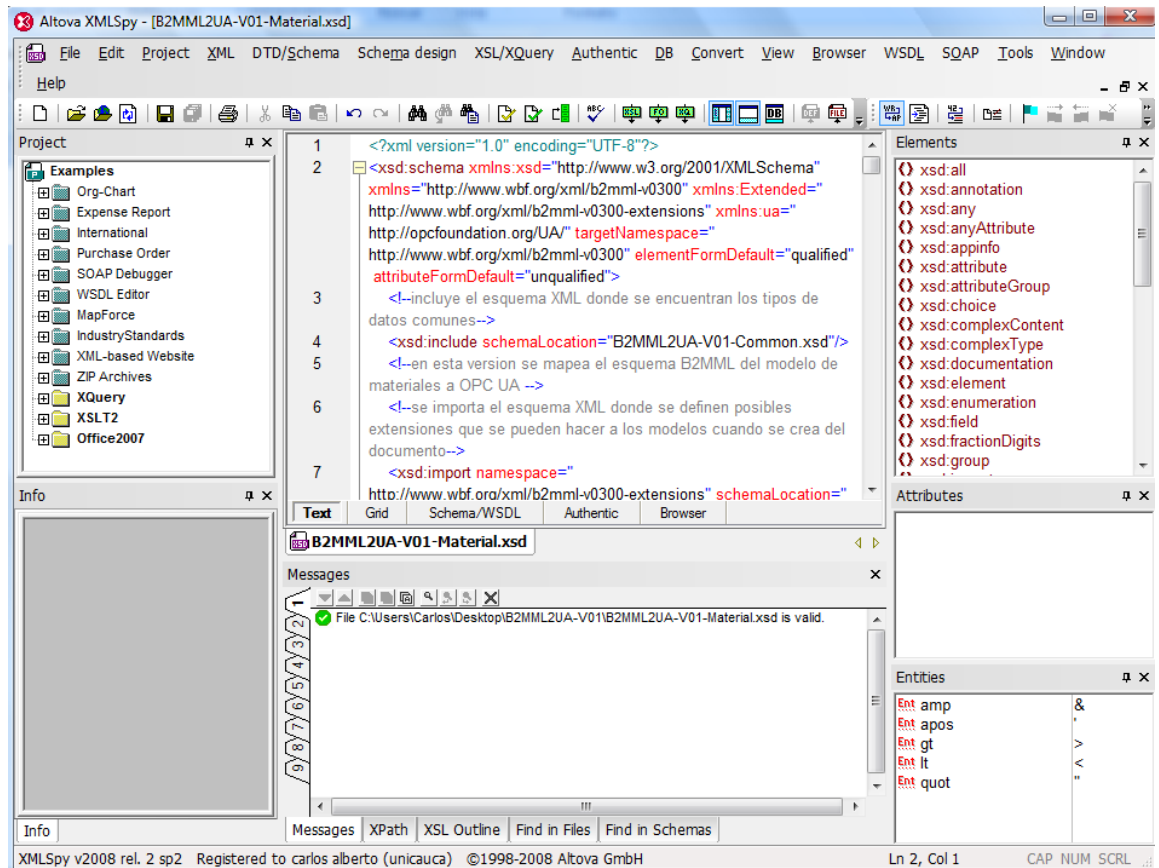 Altova XMLSpy - [B2MML2UA-V01-Material.xsd]
File Edit Project XML DTD/Schema Schema design XSL/XQuery Authentic DB Convert View Browser WSDL SOAP Tools Window
Help
Project
Examples
Org-Chart
Expense Report
International
Purchase Order
SOAP Debugger
WSDL Editor
MapForce
IndustryStandards
XML-based Website
ZIP Archives
XQuery
XSLT2
Office2007
Info
Info
1 <?xml version="1.0" encoding="UTF-8"?>
2 <xsd:schema xmlns:xsd="http://www.w3.org/2001/XMLSchema"
xmlns="http://www.wbf.org/xml/b2mml-v0300" xmlns:Extended="
http://www.wbf.org/xml/b2mml-v0300-extensions" xmlns:ua="
http://opcfoundation.org/UA/" targetNamespace="
http://www.wbf.org/xml/b2mml-v0300" elementFormDefault="qualified"
attributeFormDefault="unqualified">
3 <!--incluye el esquema XML donde se encuentran los tipos de
datos comunes-->
4 <xsd:include schemaLocation="B2MML2UA-V01-Common.xsd"/>
5 <!--en esta version se mapea el esquema B2MML del modelo de
materiales a OPC UA -->
6 <!--se importa el esquema XML donde se definen posibles
extensiones que se pueden hacer a los modelos cuando se crea del
documento-->
7 <xsd:import namespace="
http://www.wbf.org/xml/b2mml-v0300-extensions" schemaLocation="
Text Grid Schema/WSDL Authentic Browser
B2MML2UA-V01-Material.xsd
Messages
1
2
3
4
5
6
7
8
9
File C:\Users\Carlos\Desktop\B2MML2UA-V01\B2MML2UA-V01-Material.xsd is valid.
Messages XPath XSL Outline Find in Files Find in Schemas
Elements
xsd:all
xsd:annotation
xsd:any
xsd:anyAttribute
xsd:appinfo
xsd:attribute
xsd:attributeGroup
xsd:choice
xsd:complexContent
xsd:complexType
xsd:documentation
xsd:element
xsd:enumeration
xsd:field
xsd:fractionDigits
xsd:group
Attributes
Entities
Ent amp &
Ent apos '
Ent gt >
Ent lt <
Ent quot "
XMLSpy v2008 rel. 2 sp2 Registered to carlos alberto (unicauca) ©1998-2008 Altova GmbH Ln 2, Col 1 CAP NUM SCRL